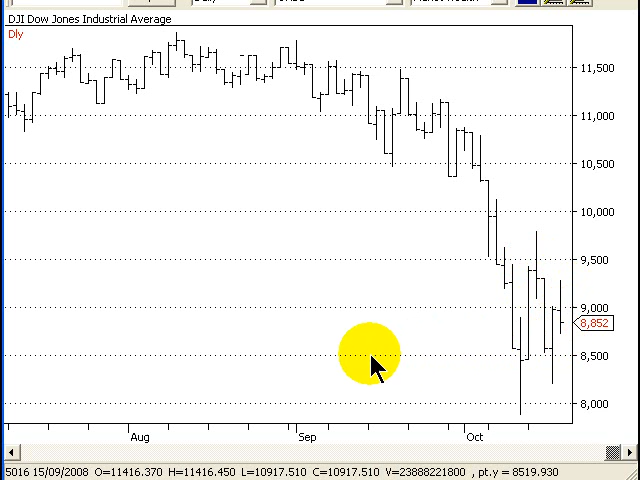 DJI Dow Jones Industrial Average
Dly
11,500
11,000
10,500
10,000
9,500
9,000
8,852
8,500
8,000
Aug Sep Oct
5016 15/09/2008 O=11416.370 H=11416.450 L=10917.510 C=10917.510 V=23888221800 , pt.y = 8519.930